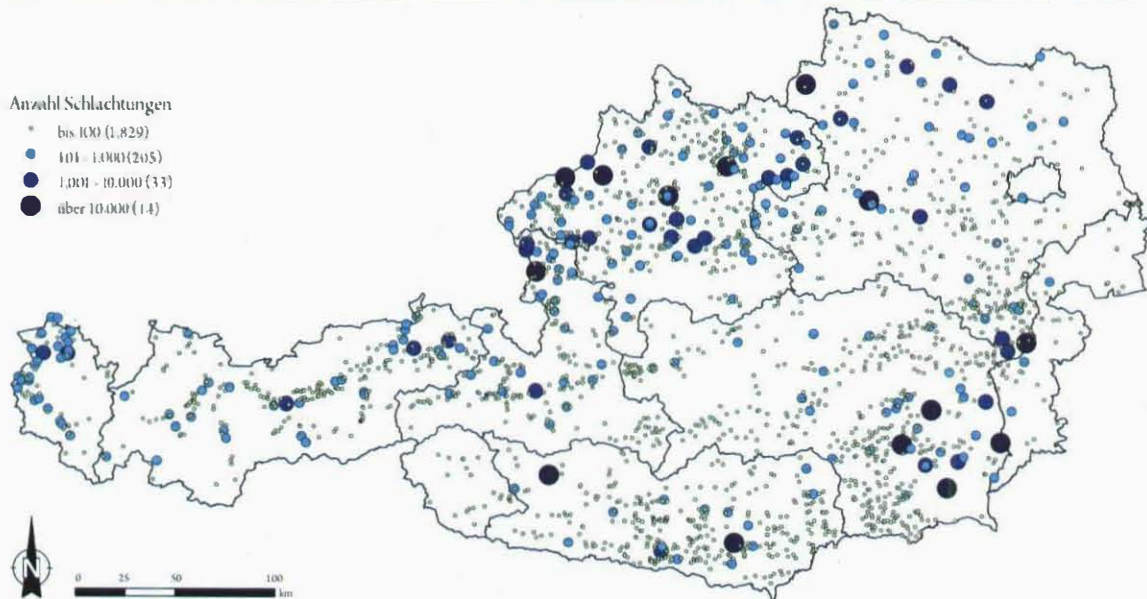 Anzahl Schlachtungen
bis 100 (1.829)
101 - 1.000 (205)
1.001 - 10.000 (33)
über 10.000 (14)
N
0 25 50 100
km